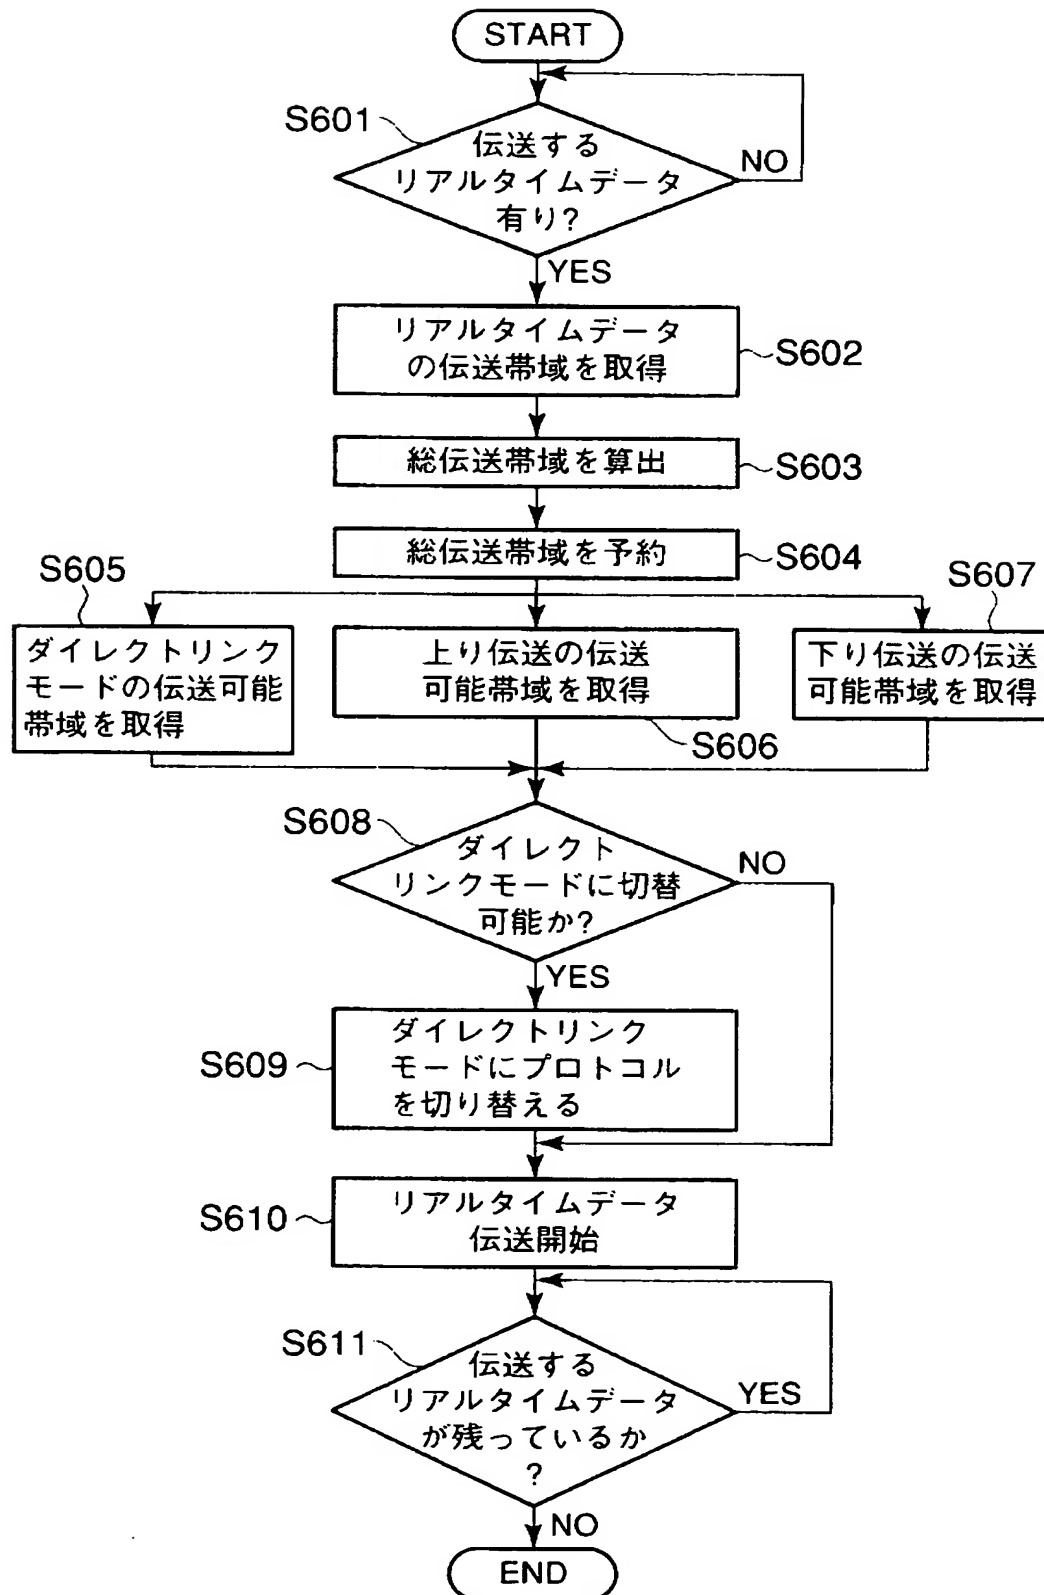 START
S601
伝送する
リアルタイムデータ
有り?
NO
YES
リアルタイムデータ
の伝送帯域を取得
S602
総伝送帯域を算出
S603
総伝送帯域を予約
S604
S605
ダイレクトリンク
モードの伝送可能
帯域を取得
上り伝送の伝送
可能帯域を取得
S606
S607
下り伝送の伝送
可能帯域を取得
S608
ダイレクト
リンクモードに切替
可能か?
NO
YES
S609
ダイレクトリンク
モードにプロトコル
を切り替える
S610
リアルタイムデータ
伝送開始
S611
伝送する
リアルタイムデータ
が残っているか
?
YES
NO
END